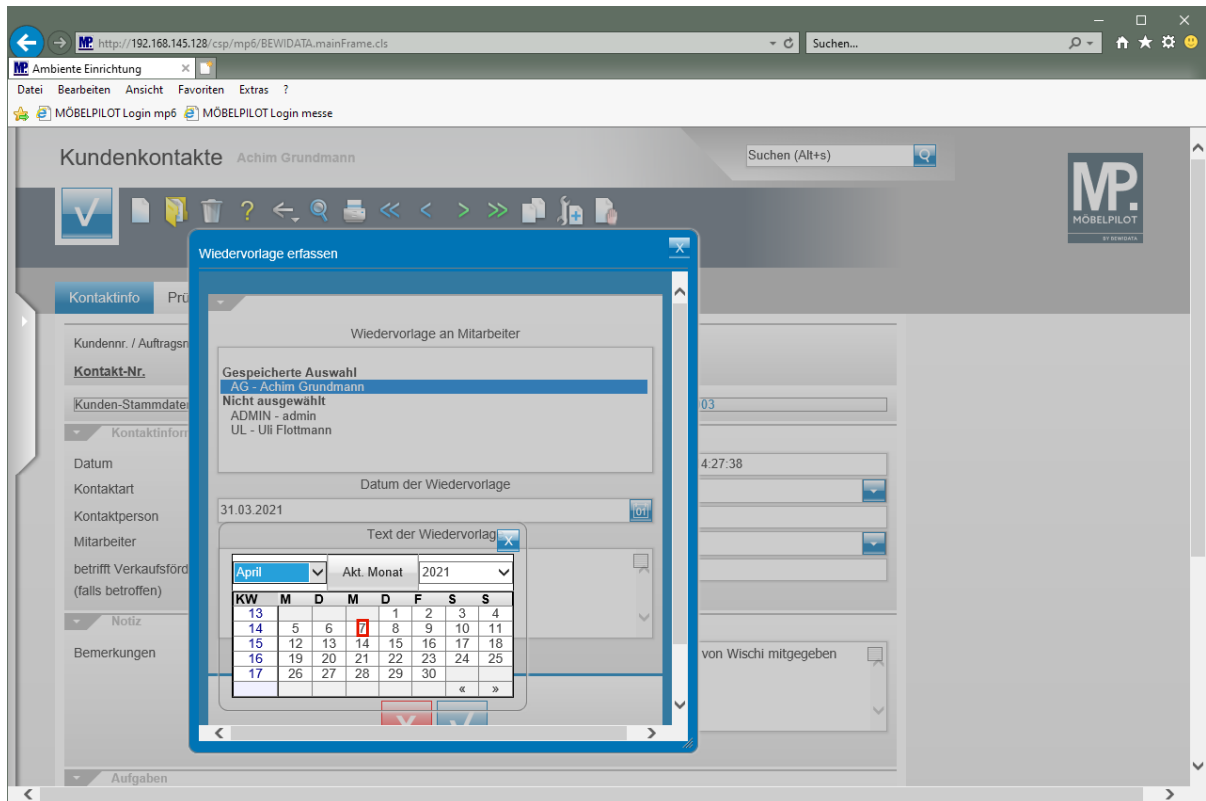 http://192.168.145.128/csp/mp6/BEWIDATA.mainFrame.cls
Suchen...
MP. Ambiente Einrichtung
Datei Bearbeiten Ansicht Favoriten Extras ?
MÖBELPILOT Login mp6 MÖBELPILOT Login messe
Kundenkontakte Achim Grundmann
Suchen (Alt+s)
MP.
MÖBELPILOT
BY BEWIDATA
Wiedervorlage erfassen
X
Kontaktinfo Prü
Wiedervorlage an Mitarbeiter
Kundennr. / Auftragsn
Kontakt-Nr.
Gespeicherte Auswahl
AG - Achim Grundmann
Nicht ausgewählt
ADMIN - admin
UL - Uli Flottmann
Kunden-Stammdate
03
Kontaktinform
Datum
4:27:38
Kontaktart
Datum der Wiedervorlage
31.03.2021
01
Kontaktperson
Text der Wiedervorlag
X
Mitarbeiter
betrifft Verkaufsförd
(falls betroffen)
April Akt. Monat 2021
KW M D M D F S S
13 1 2 3 4
14 5 6 7 8 9 10 11
15 12 13 14 15 16 17 18
16 19 20 21 22 23 24 25
17 26 27 28 29 30
« »
Notiz
Bemerkungen
von Wischi mitgegeben
Aufgaben